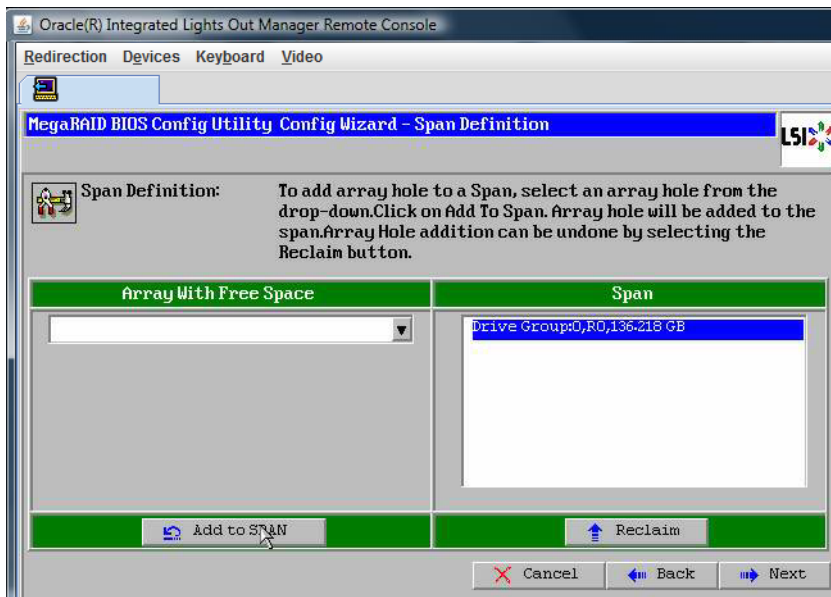 Oracle(R) Integrated Lights Out Manager Remote Console
Redirection Devices Keyboard Video
MegaRAID BIOS Config Utility Config Wizard - Span Definition
LSI
Span Definition:
To add array hole to a Span, select an array hole from the
drop-down.Click on Add To Span. Array hole will be added to the
span.Array Hole addition can be undone by selecting the
Reclaim button.
Array With Free Space
Span
Drive Group:0,R0,136.218 GB
Add to SPAN
Reclaim
Cancel
Back
Next